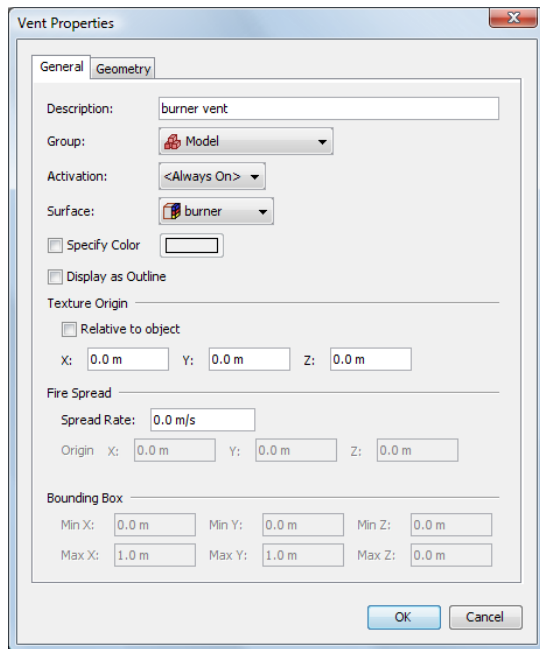 Vent Properties
General Geometry
Description: burner vent
Group: Model
Activation: <Always On>
Surface: burner
Specify Color
Display as Outline
Texture Origin
Relative to object
X: 0.0 m Y: 0.0 m Z: 0.0 m
Fire Spread
Spread Rate: 0.0 m/s
Origin X: 0.0 m Y: 0.0 m Z: 0.0 m
Bounding Box
Min X: 0.0 m Min Y: 0.0 m Min Z: 0.0 m
Max X: 1.0 m Max Y: 1.0 m Max Z: 0.0 m
OK Cancel